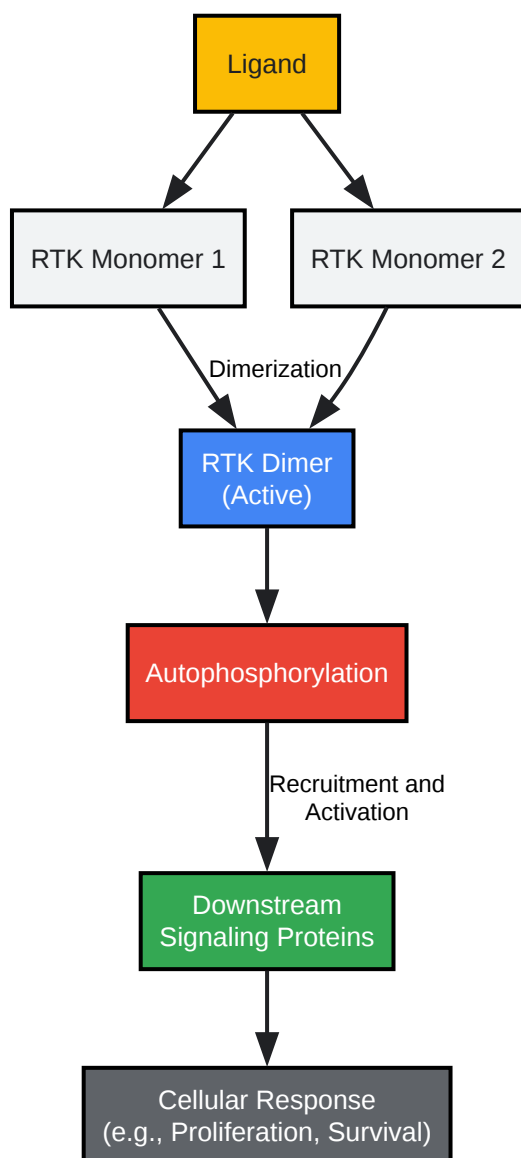 Ligand
RTK Monomer 1
RTK Monomer 2
Dimerization
RTK Dimer
(Active)
Autophosphorylation
Recruitment and
Activation
Downstream
Signaling Proteins
Cellular Response
(e.g., Proliferation, Survival)